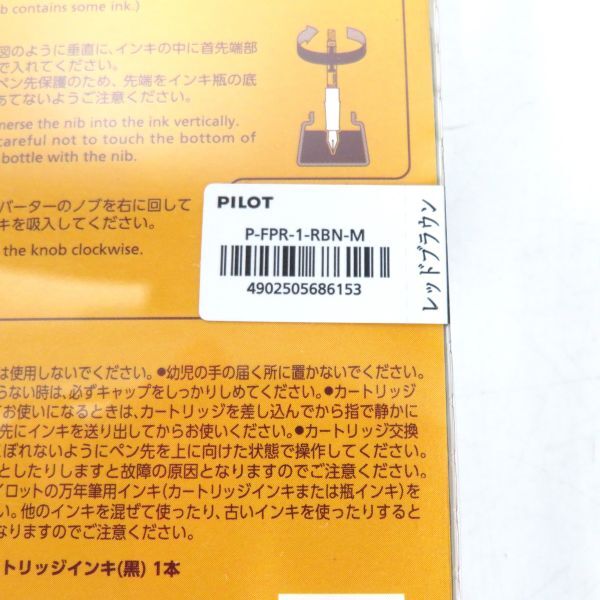 b contains some ink.)
図のように垂直に、インキの中に首先端部
で入れてください。
ペン先保護のため、先端をインキ瓶の底
あてないようご注意ください。
merse the nib into the ink vertically.
careful not to touch the bottom of
bottle with the nib.
バーターのノブを右に回して
キを吸入してください。
the knob clockwise.
PILOT
P-FPR-1-RBN-M
4902505686153
レッドブラウン
は使用しないでください。●幼児の手の届く所に置かないでください。
らない時は、必ずキャップをしっかりしめてください。●カートリッジ
てお使いになるときは、カートリッジを差し込んでから指で静かに
先にインキを送り出してからお使いください。●カートリッジ交換
こぼれないようにペン先を上に向けた状態で操作してください。
としたりしますと故障の原因となりますのでご注意ください。
イロットの万年筆用インキ(カートリッジインキまたは瓶インキ)を
い。他のインキを混ぜて使ったり、古いインキを使ったりすると
なりますのでご注意ください。
トリッジインキ(黒) 1本